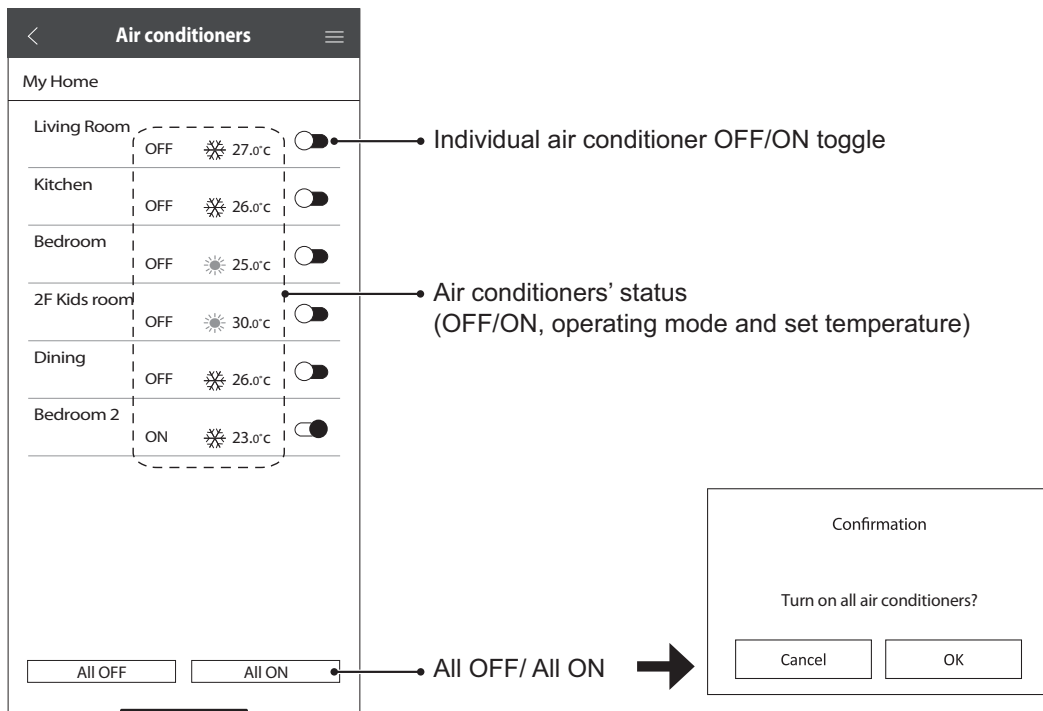 Air conditioners
My Home
Living Room
OFF 27.0°C
Individual air conditioner OFF/ON toggle
Kitchen
OFF 26.0°C
Bedroom
OFF 25.0°C
Air conditioners’ status
(OFF/ON, operating mode and set temperature)
2F Kids room
OFF 30.0°C
Dining
OFF 26.0°C
Bedroom 2
ON 23.0°C
All OFF All ON
All OFF/ All ON
Confirmation
Turn on all air conditioners?
Cancel OK